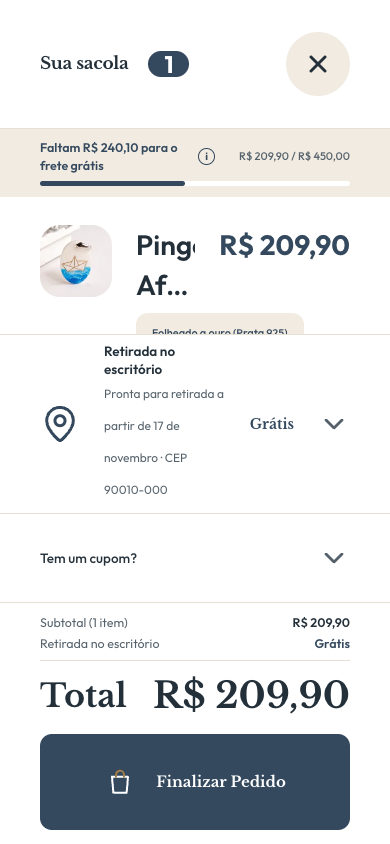 Sua sacola 1
Faltam R$ 240,10 para o
frete grátis
R$ 209,90 / R$ 450,00
R$ 209,90
Af...
Folheado a ouro (Prata 925)
Retirada no
escritório
Pronta para retirada a
partir de 17 de
novembro · CEP
90010-000
Grátis
Tem um cupom?
Subtotal (1 item) R$ 209,90
Retirada no escritório Grátis
Total R$ 209,90
Finalizar Pedido